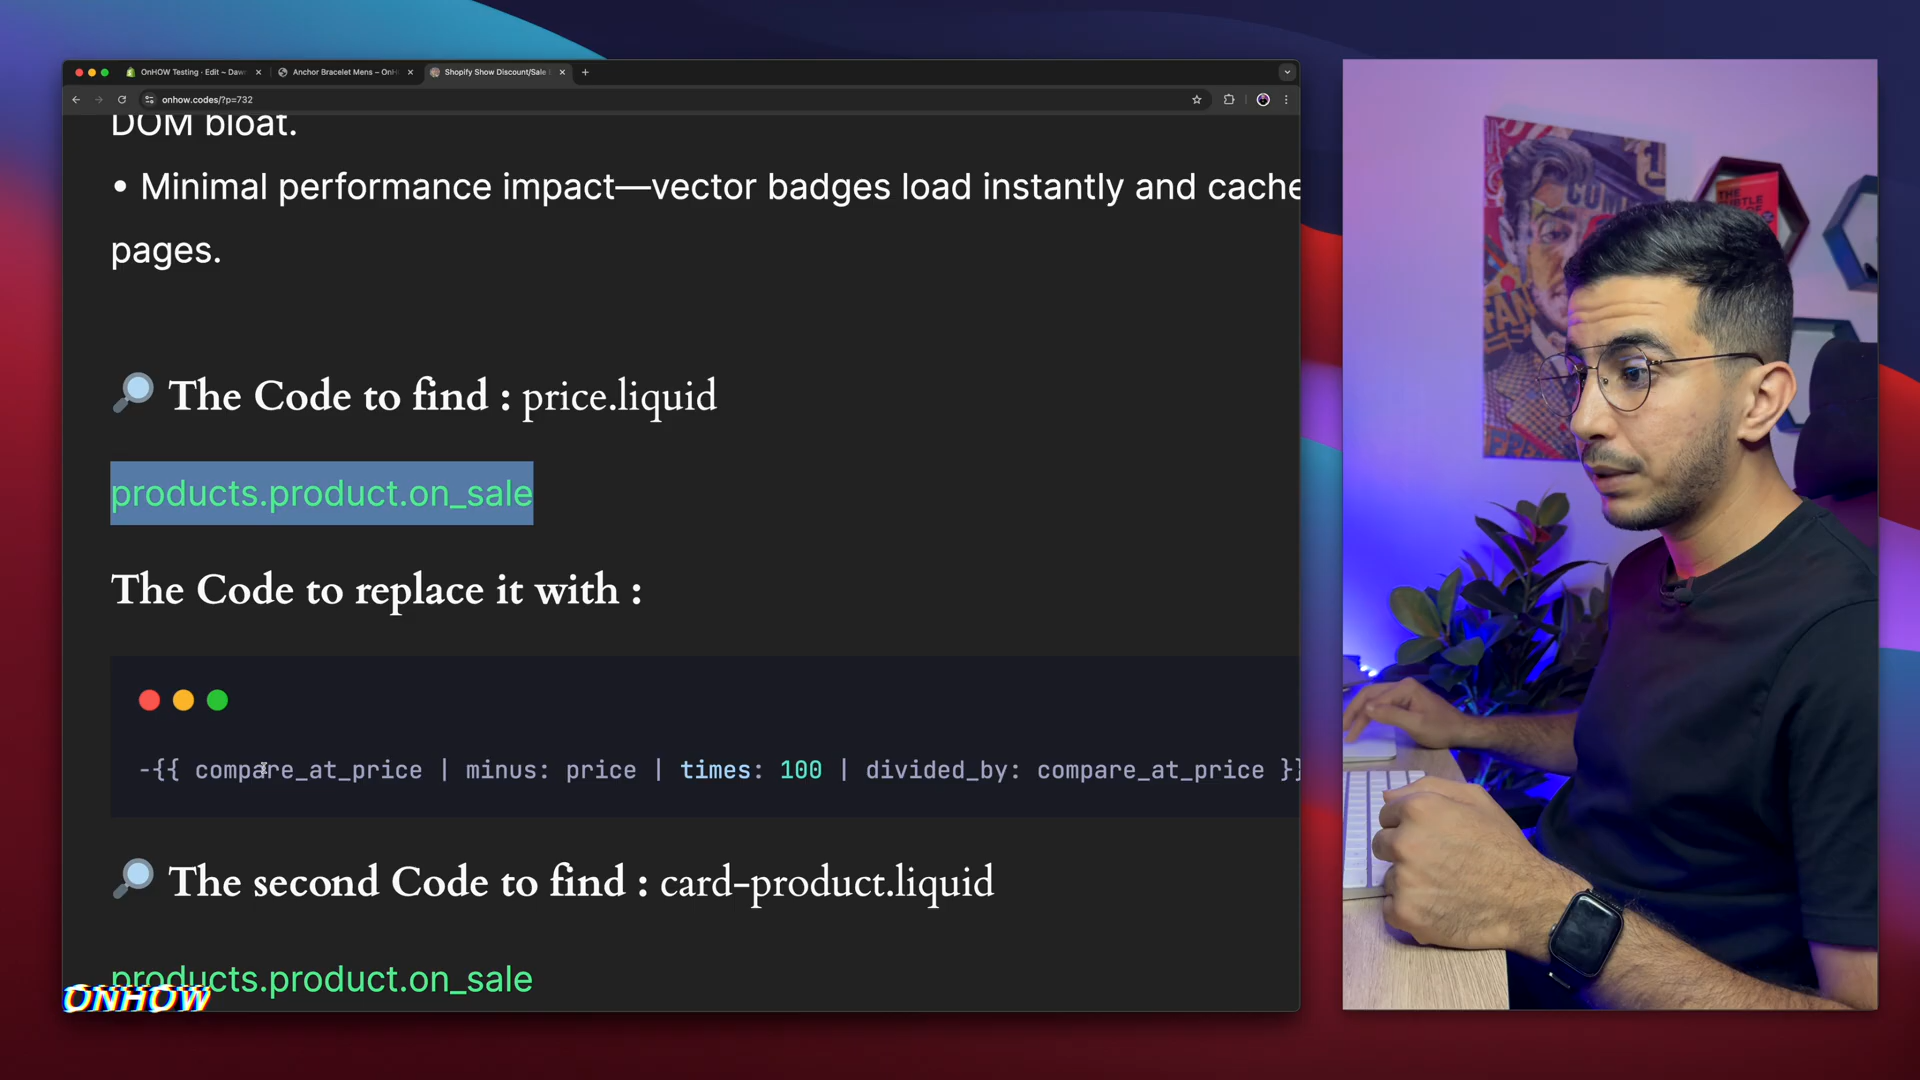 OnHOW Testing · Edit ~ Daw
Anchor Bracelet Mens – OnH
Shopify Show Discount/Sale
onhow.codes/?p=732
DOM bloat.
• Minimal performance impact—vector badges load instantly and cache
pages.
🔎 The Code to find : price.liquid
products.product.on_sale
The Code to replace it with :
-{{ compare_at_price | minus: price | times: 100 | divided_by: compare_at_price }}
🔎 The second Code to find : card-product.liquid
products.product.on_sale
ONHOW
THE